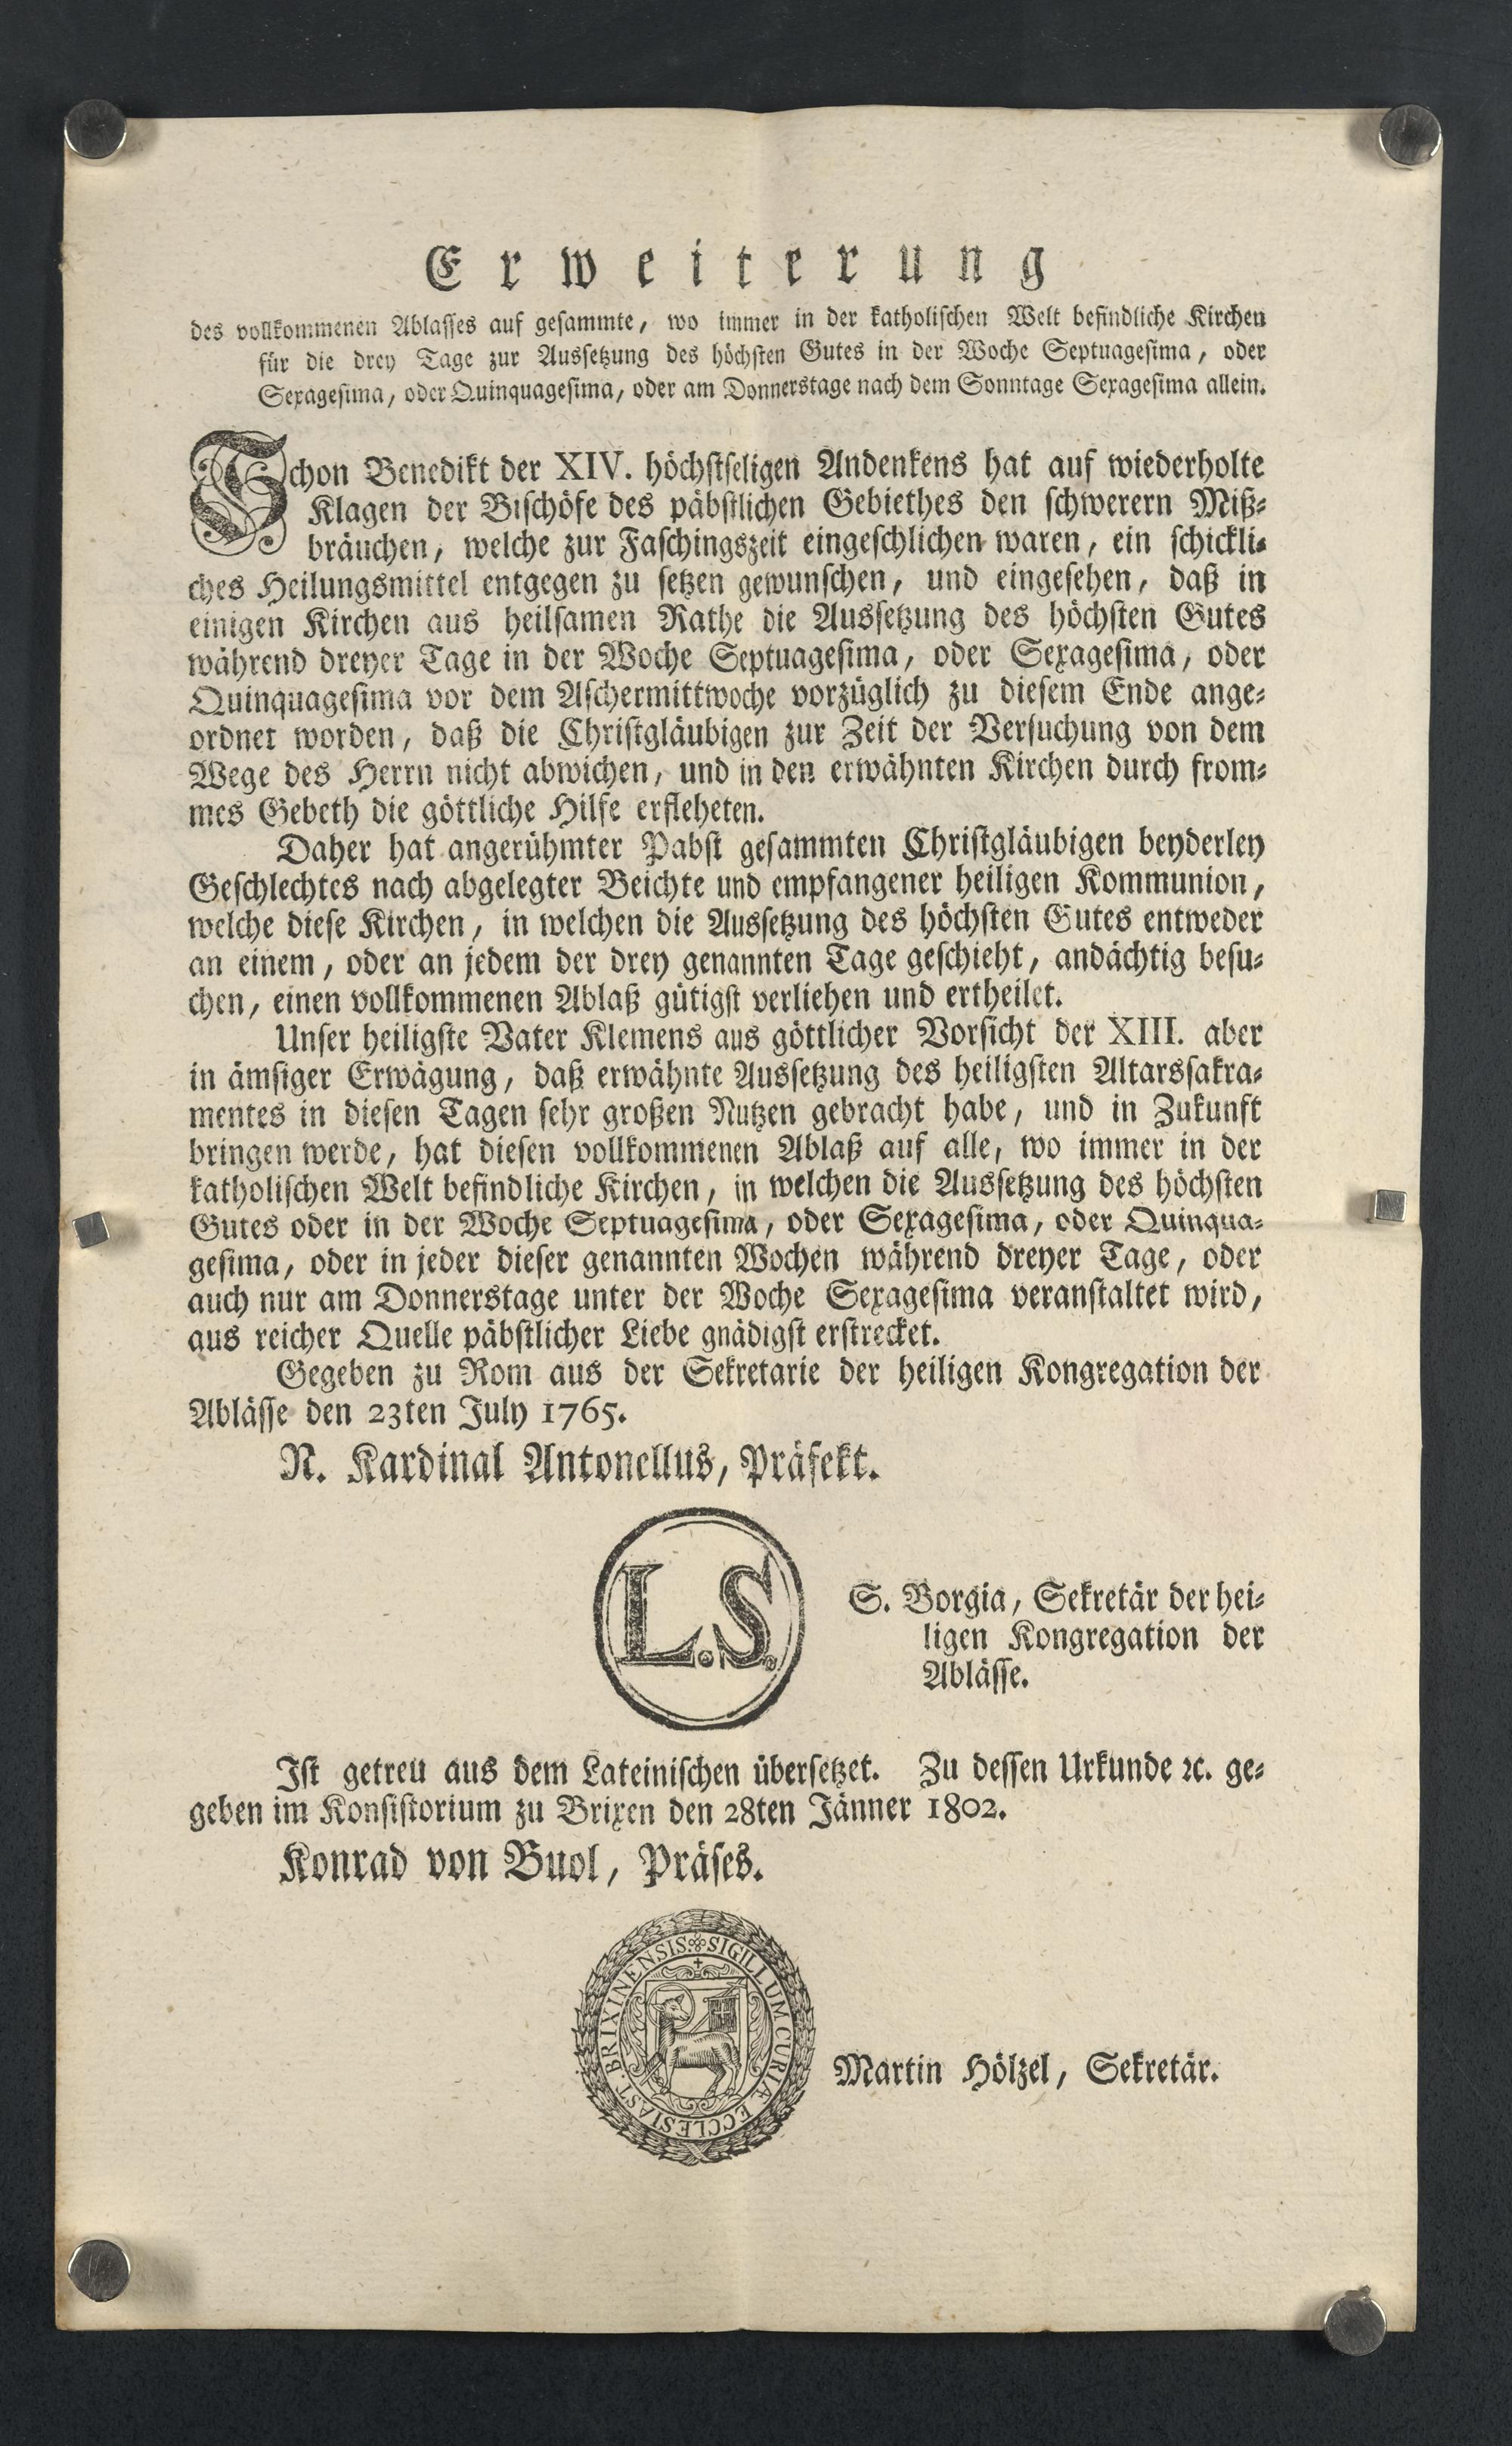 Erweiterung
des vollkommenen Ablasses auf gesammte, wo immer in der katholischen Welt befindliche Kirchen
für die drey Tage zur Aussetzung des höchsten Gutes in der Woche Septuagesima, oder
Sexagesima, oder Quinquagesima, oder am Donnerstage nach dem Sonntage Sexagesima allein.
Schon Benedikt der XIV. höchstseligen Andenkens hat auf wiederholte
Klagen der Bischöfe des päbstlichen Gebiethes den schwerern Miß-
bräuchen, welche zur Faschingszeit eingeschlichen waren, ein schickli-
ches Heilungsmittel entgegen zu setzen gewunschen, und eingesehen, daß in
einigen Kirchen aus heilsamen Rathe die Aussetzung des höchsten Gutes
während dreyer Tage in der Woche Septuagesima, oder Sexagesima, oder
Quinquagesima vor dem Aschermittwoche vorzüglich zu diesem Ende ange-
ordnet worden, daß die Christgläubigen zur Zeit der Versuchung von dem
Wege des Herrn nicht abwichen, und in den erwähnten Kirchen durch from-
mes Gebeth die göttliche Hilfe erfleheten.
Daher hat angerühmter Pabst gesammten Christgläubigen beyderley
Geschlechtes nach abgelegter Beichte und empfangener heiligen Kommunion,
welche diese Kirchen, in welchen die Aussetzung des höchsten Gutes entweder
an einem, oder an jedem der drey genannten Tage geschieht, andächtig besu-
chen, einen vollkommenen Ablaß gütigst verliehen und ertheilet.
Unser heiligste Vater Klemens aus göttlicher Vorsicht der XIII. aber
in ämsiger Erwägung, daß erwähnte Aussetzung des heiligsten Altarssakra-
mentes in diesen Tagen sehr großen Nutzen gebracht habe, und in Zukunft
bringen werde, hat diesen vollkommenen Ablaß auf alle, wo immer in der
katholischen Welt befindliche Kirchen, in welchen die Aussetzung des höchsten
Gutes oder in der Woche Septuagesima, oder Sexagesima, oder Quinqua-
gesima, oder in jeder dieser genannten Wochen während dreyer Tage, oder
auch nur am Donnerstage unter der Woche Sexagesima veranstaltet wird,
aus reicher Quelle päbstlicher Liebe gnädigst erstrecket.
Gegeben zu Rom aus der Sekretarie der heiligen Kongregation der
Ablässe den 23ten July 1765.
N. Kardinal Antonellus, Präfekt.
L.S.
S. Borgia, Sekretär der hei-
ligen Kongregation der
Ablässe.
Ist getreu aus dem Lateinischen übersetzet. Zu dessen Urkunde ꝛc. ge-
geben im Konsistorium zu Brixen den 28ten Jänner 1802.
Konrad von Buol, Präses.
SIGILLUM CURIÆ ECCLESIAST. BRIXINENSIS
Martin Hölzel, Sekretär.